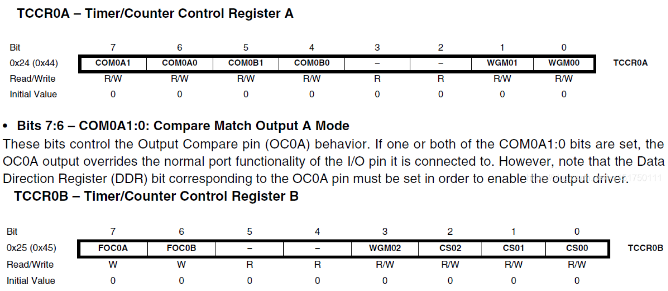 TCCR0A – Timer/Counter Control Register A
Bit 7 6 5 4 3 2 1 0
0x24 (0x44) COM0A1 COM0A0 COM0B1 COM0B0 – – WGM01 WGM00 TCCR0A
Read/Write R/W R/W R/W R/W R R R/W R/W
Initial Value 0 0 0 0 0 0 0 0
• Bits 7:6 – COM0A1:0: Compare Match Output A Mode
These bits control the Output Compare pin (OC0A) behavior. If one or both of the COM0A1:0 bits are set, the
OC0A output overrides the normal port functionality of the I/O pin it is connected to. However, note that the Data
Direction Register (DDR) bit corresponding to the OC0A pin must be set in order to enable the output driver.
TCCR0B – Timer/Counter Control Register B
Bit 7 6 5 4 3 2 1 0
0x25 (0x45) FOC0A FOC0B – – WGM02 CS02 CS01 CS00 TCCR0B
Read/Write W W R R R/W R/W R/W R/W
Initial Value 0 0 0 0 0 0 0 0